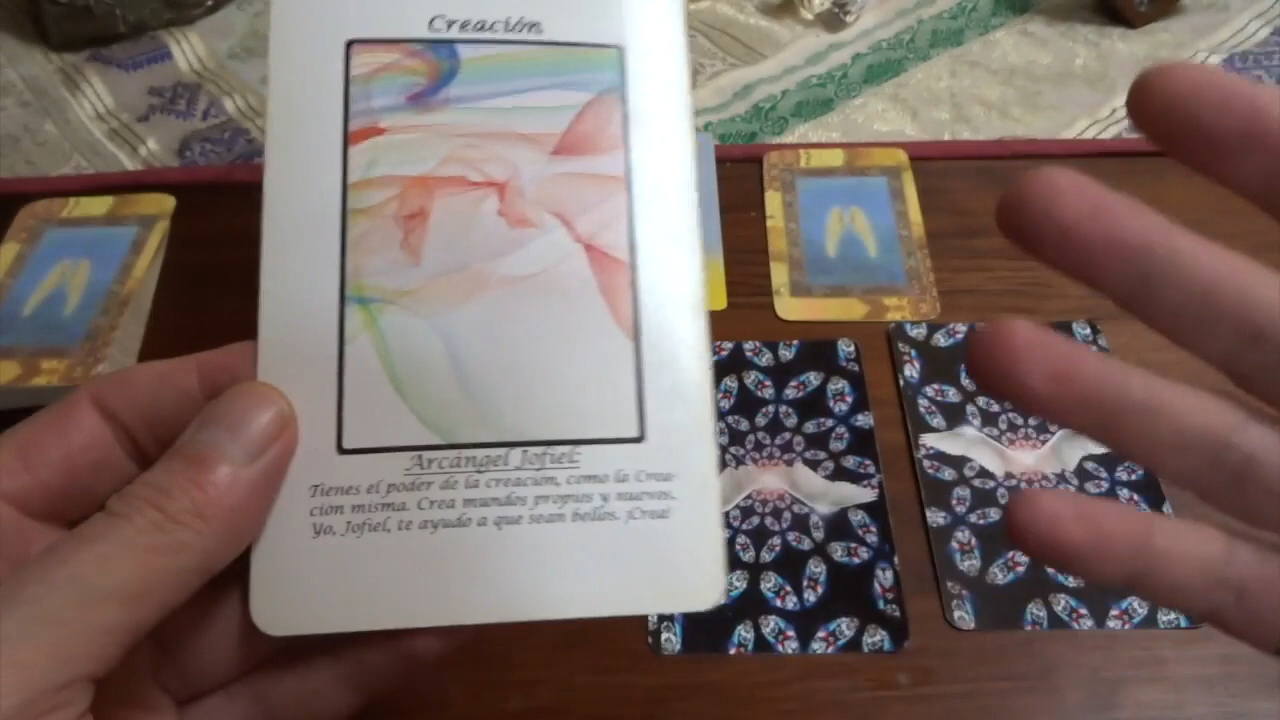 Creación
Arcángel Jofiel:
Tienes el poder de la creación, como la Crea-
ción misma. Crea mundos propios y nuevos.
Yo, Jofiel, te ayudo a que sean bellos. ¡Crea!